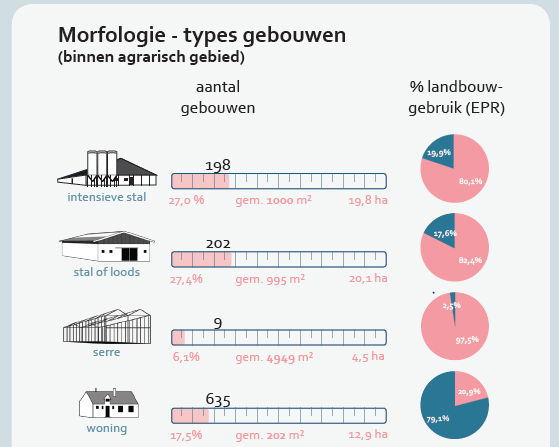 Morfologie - types gebouwen
(binnen agrarisch gebied)
aantal
gebouwen
% landbouw-
gebruik (EPR)
intensieve stal
198
27,0 %
gem. 1000 m²
19,8 ha
19,9%
80,1%
stal of loods
202
27,4%
gem. 995 m²
20,1 ha
17,6%
82,4%
serre
9
6,1%
gem. 4949 m²
4,5 ha
2,5%
97,5%
woning
635
17,5%
gem. 202 m²
12,9 ha
20,9%
79,1%